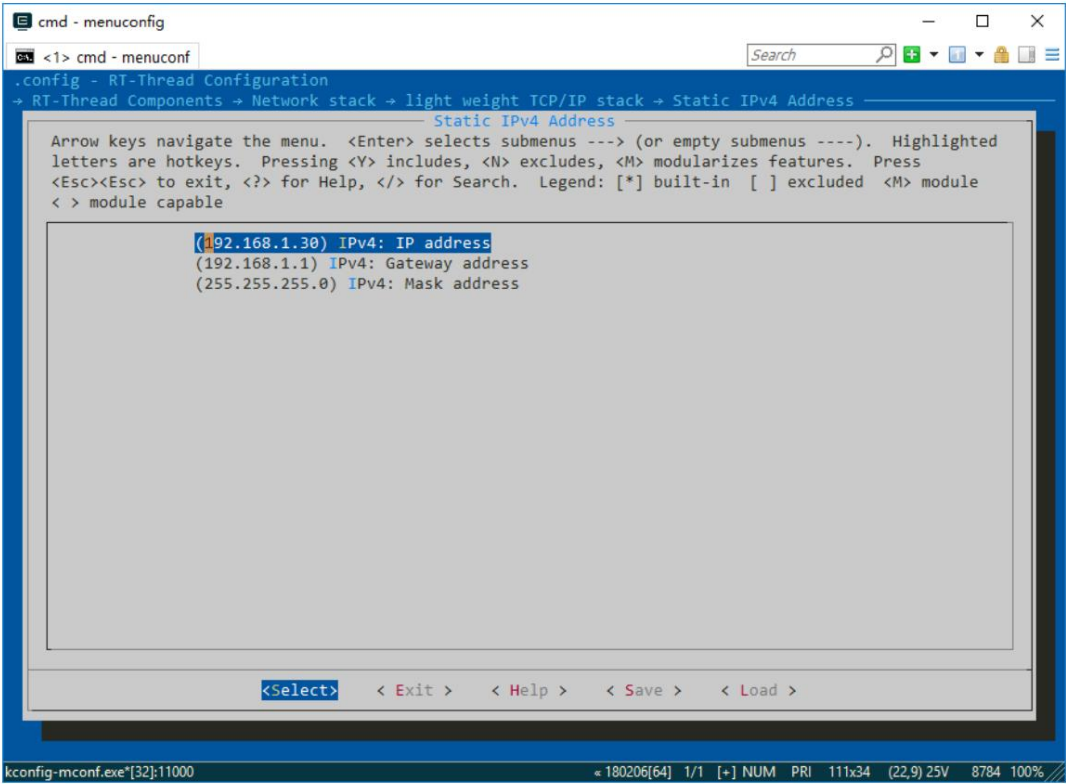 cmd - menuconfig
<1> cmd - menuconf
Search
.config - RT-Thread Configuration
→ RT-Thread Components → Network stack → light weight TCP/IP stack → Static IPv4 Address
Static IPv4 Address
Arrow keys navigate the menu.  <Enter> selects submenus ---> (or empty submenus ----).  Highlighted
letters are hotkeys.  Pressing <Y> includes, <N> excludes, <M> modularizes features.  Press
<Esc><Esc> to exit, <?> for Help, </> for Search.  Legend: [*] built-in  [ ] excluded  <M> module
< > module capable
(192.168.1.30) IPv4: IP address
(192.168.1.1) IPv4: Gateway address
(255.255.255.0) IPv4: Mask address
<Select>    < Exit >    < Help >    < Save >    < Load >
kconfig-mconf.exe*[32]:11000 « 180206[64] 1/1 [+] NUM PRI 111x34 (22,9) 25V 8784 100%